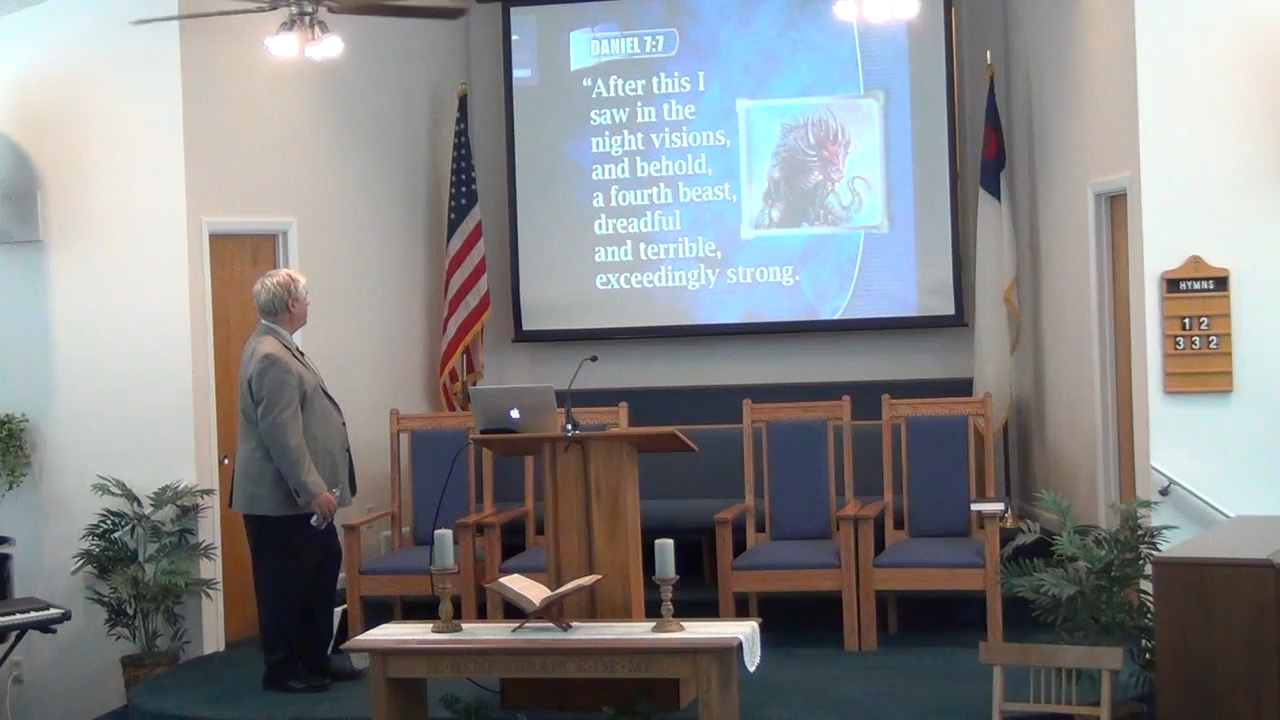 DANIEL 7:7
“After this I
saw in the
night visions,
and behold,
a fourth beast,
dreadful
and terrible,
exceedingly strong.
HYMNS
12
332